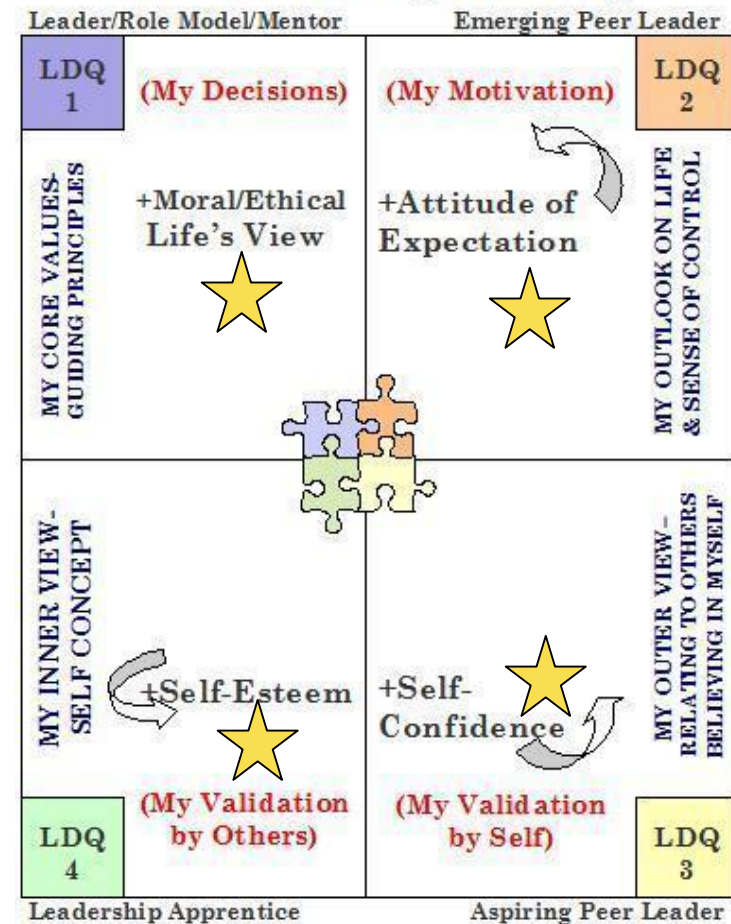 Leader/Role Model/Mentor
Emerging Peer Leader
LDQ
1
(My Decisions)
(My Motivation)
LDQ
2
MY CORE VALUES-
GUIDING PRINCIPLES
+Moral/Ethical
Life's View
+Attitude of
Expectation
MY OUTLOOK ON LIFE
& SENSE OF CONTROL
MY INNER VIEW-
SELF CONCEPT
+Self-Esteem
+Self-
Confidence
MY OUTER VIEW–
RELATING TO OTHERS
BELIEVING IN MYSELF
LDQ
4
(My Validation
by Others)
(My Validation
by Self)
LDQ
3
Leadership Apprentice
Aspiring Peer Leader